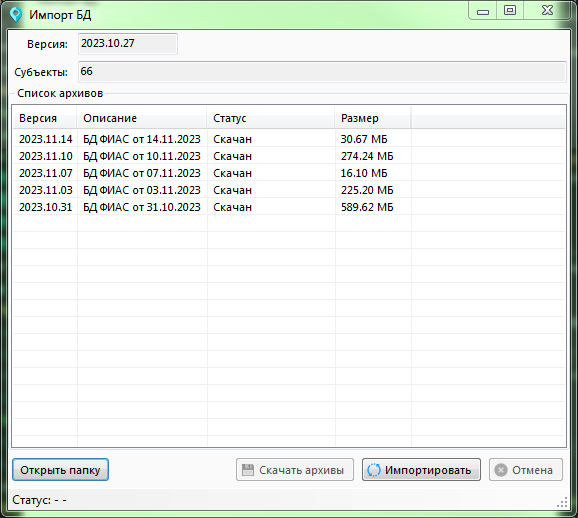 Импорт БД
Версия: 2023.10.27
Субъекты: 66
Список архивов
Версия Описание Статус Размер
2023.11.14 БД ФИАС от 14.11.2023 Скачан 30.67 МБ
2023.11.10 БД ФИАС от 10.11.2023 Скачан 274.24 МБ
2023.11.07 БД ФИАС от 07.11.2023 Скачан 16.10 МБ
2023.11.03 БД ФИАС от 03.11.2023 Скачан 225.20 МБ
2023.10.31 БД ФИАС от 31.10.2023 Скачан 589.62 МБ
Открыть папку Скачать архивы Импортировать Отмена
Статус: - -